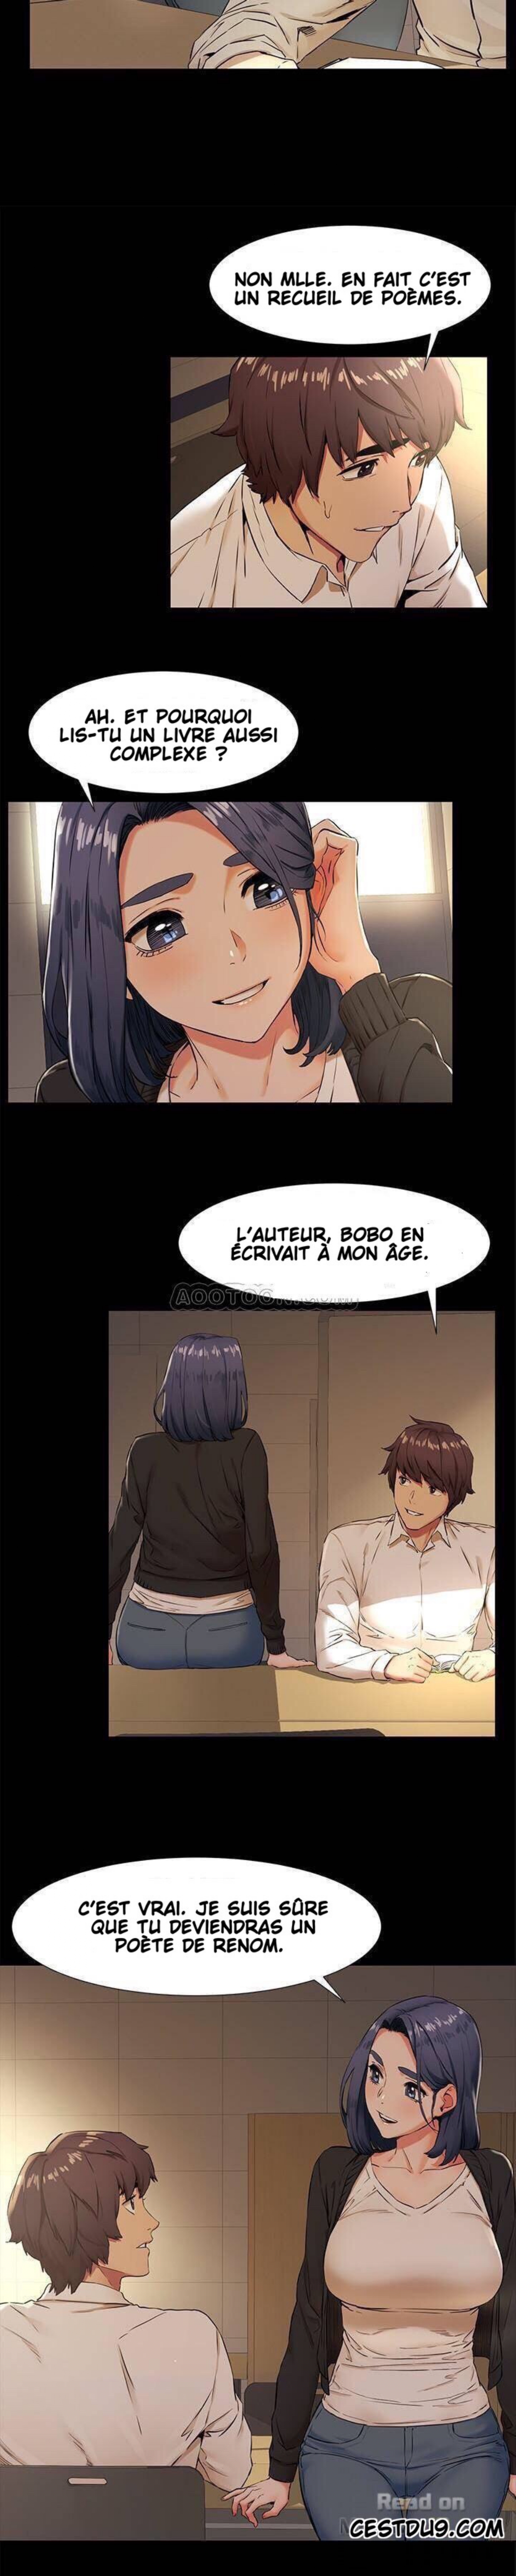 NON MLLE. EN FAIT C'EST
UN RECUEIL DE POÈMES.
AH. ET POURQUOI
LIS-TU UN LIVRE AUSSI
COMPLEXE ?
L'AUTEUR, BOBO EN
ÉCRIVAIT À MON ÂGE.
C'EST VRAI. JE SUIS SÛRE
QUE TU DEVIENDRAS UN
POÈTE DE RENOM.
Read on
CESTDU9.COM